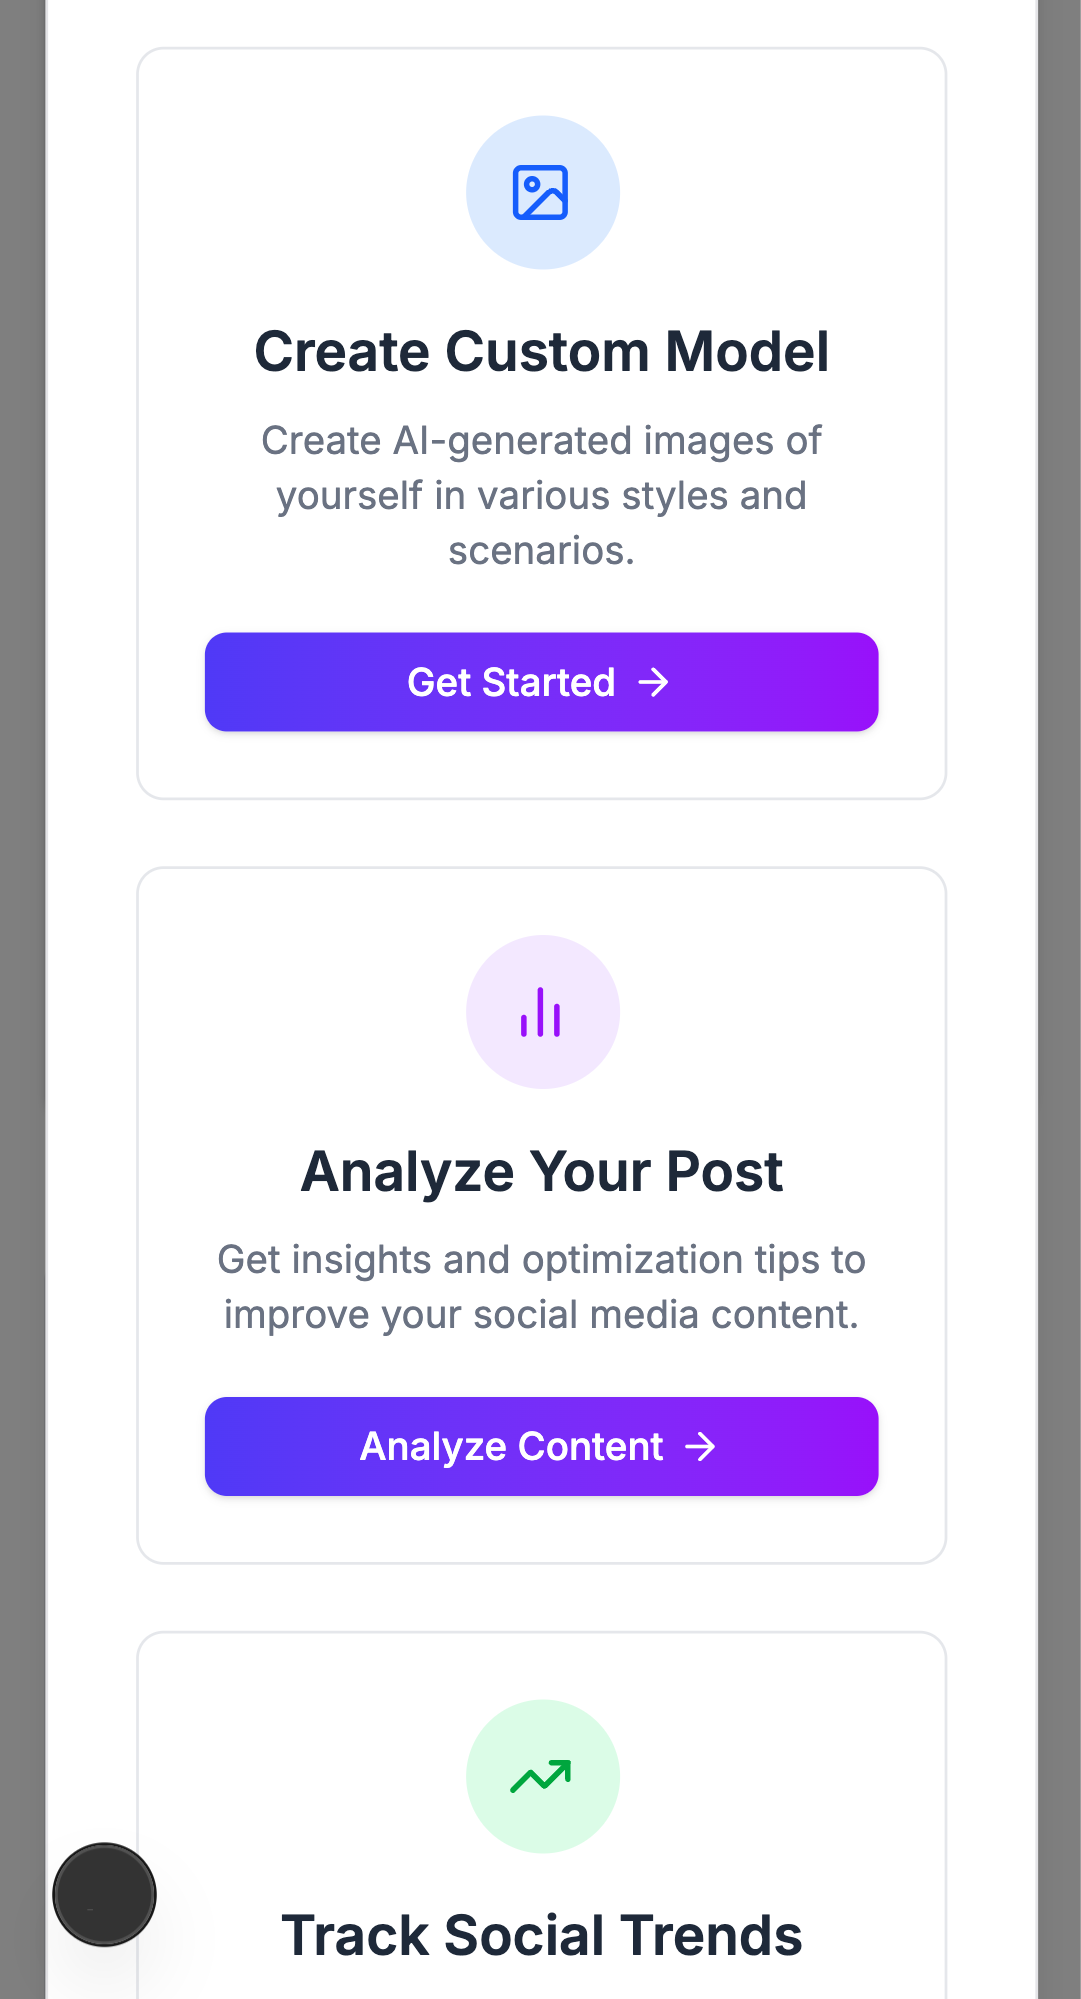 Create Custom Model
Create AI-generated images of
yourself in various styles and
scenarios.
Get Started
Analyze Your Post
Get insights and optimization tips to
improve your social media content.
Analyze Content
Track Social Trends